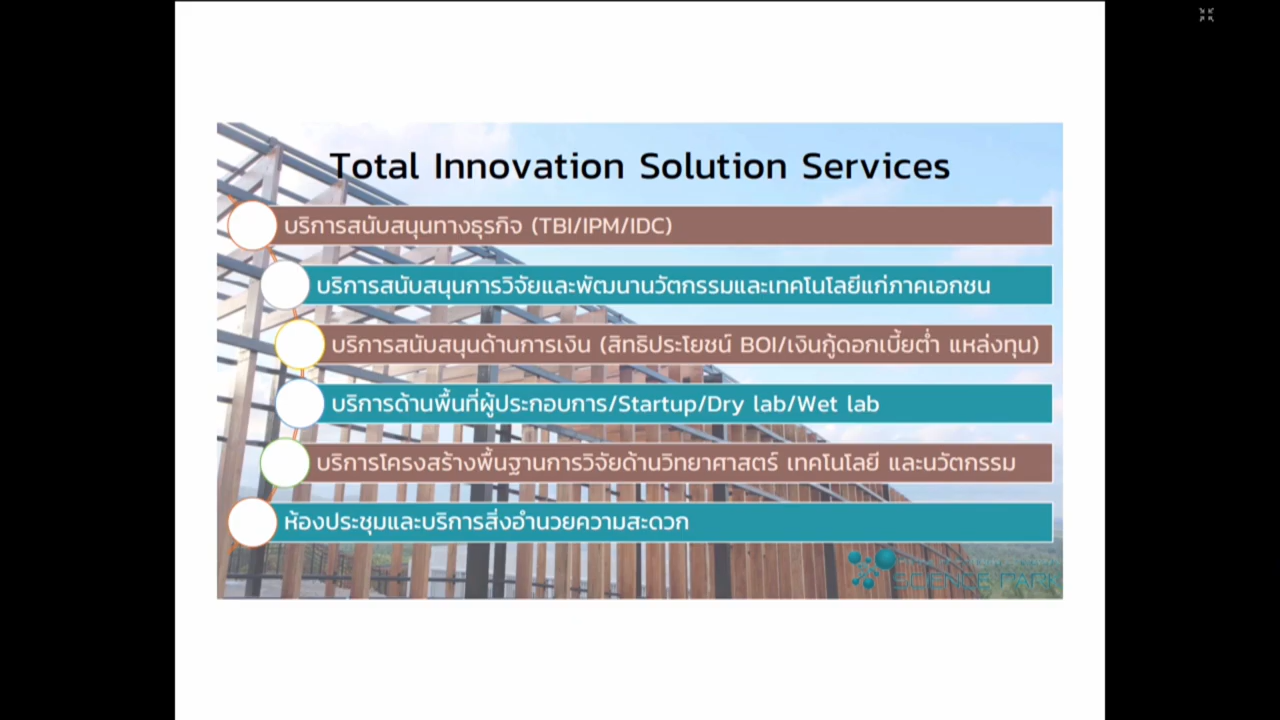 Total Innovation Solution Services
บริการสนับสนุนทางธุรกิจ (TBI/IPM/IDC)
บริการสนับสนุนการวิจัยและพัฒนานวัตกรรมและเทคโนโลยีแก่ภาคเอกชน
บริการสนับสนุนด้านการเงิน (สิทธิประโยชน์ BOI/เงินกู้ดอกเบี้ยต่ำ แหล่งทุน)
บริการด้านพื้นที่ผู้ประกอบการ/Startup/Dry lab/Wet lab
บริการโครงสร้างพื้นฐานการวิจัยด้านวิทยาศาสตร์ เทคโนโลยี และนวัตกรรม
ห้องประชุมและบริการสิ่งอำนวยความสะดวก
SCIENCE PARK